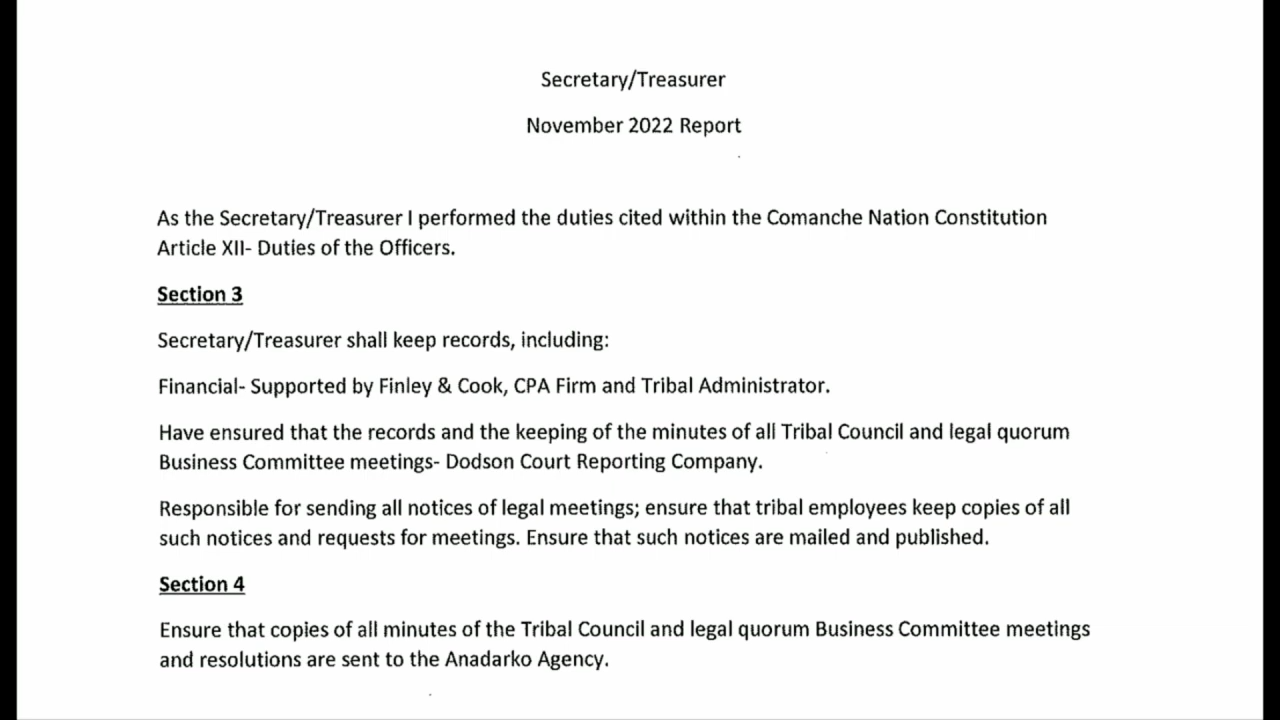 Secretary/Treasurer
November 2022 Report
As the Secretary/Treasurer I performed the duties cited within the Comanche Nation Constitution
Article XII- Duties of the Officers.
Section 3
Secretary/Treasurer shall keep records, including:
Financial- Supported by Finley & Cook, CPA Firm and Tribal Administrator.
Have ensured that the records and the keeping of the minutes of all Tribal Council and legal quorum
Business Committee meetings- Dodson Court Reporting Company.
Responsible for sending all notices of legal meetings; ensure that tribal employees keep copies of all
such notices and requests for meetings. Ensure that such notices are mailed and published.
Section 4
Ensure that copies of all minutes of the Tribal Council and legal quorum Business Committee meetings
and resolutions are sent to the Anadarko Agency.